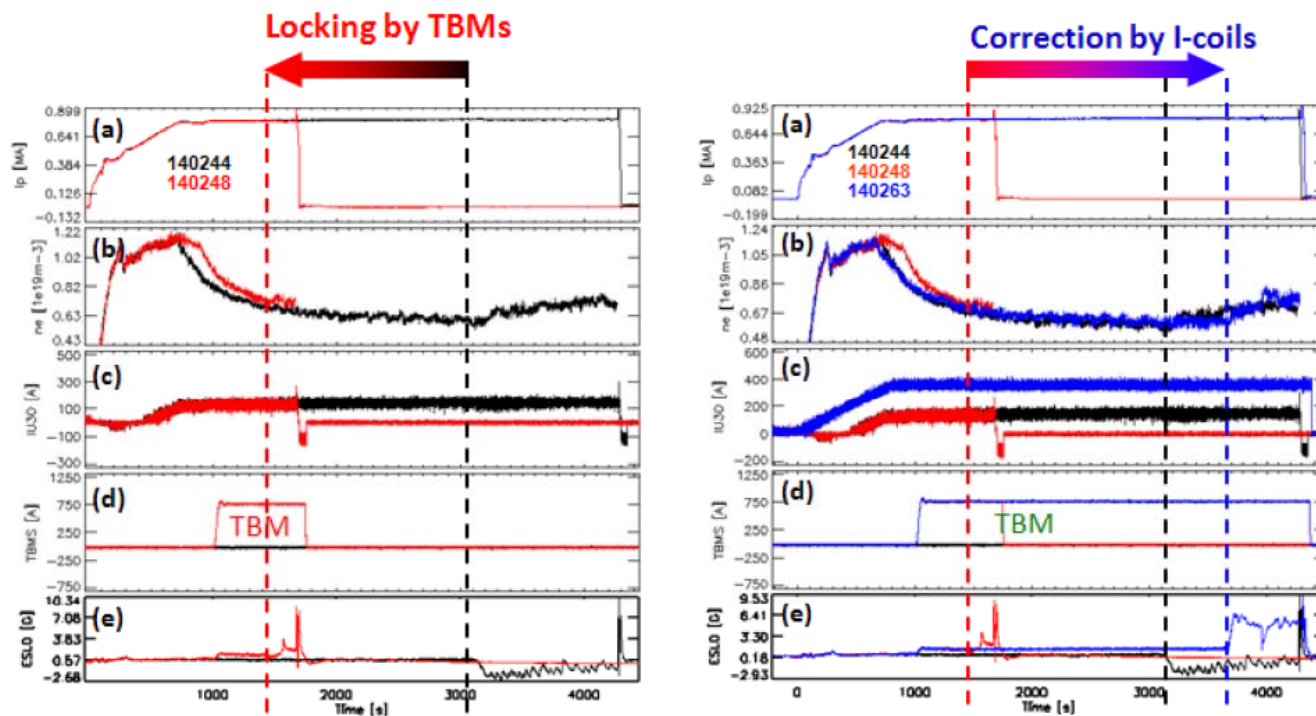 Locking by TBMs
(a)
Ip [MA]
0.899
0.641
0.384
0.126
-0.132
140244
140248
(b)
ne [1e19m-3]
1.22
1.02
0.82
0.63
0.43
(c)
IU30 [A]
500
300
100
-100
-300
(d)
TBMS [A]
1250
750
250
-250
-750
TBM
(e)
ESLD [G]
10.34
7.08
3.83
0.57
-2.68
1000
2000
3000
4000
Time [s]
Correction by I-coils
(a)
Ip [MA]
0.925
0.644
0.363
0.082
-0.199
140244
140248
140263
(b)
ne [1e19m-3]
1.24
1.05
0.86
0.67
0.48
(c)
IU30 [A]
600
400
200
0
-200
(d)
TBMS [A]
1250
750
250
-250
-750
TBM
(e)
ESLD [G]
9.53
6.41
3.30
0.18
-2.93
0
1000
2000
3000
4000
Time [s]